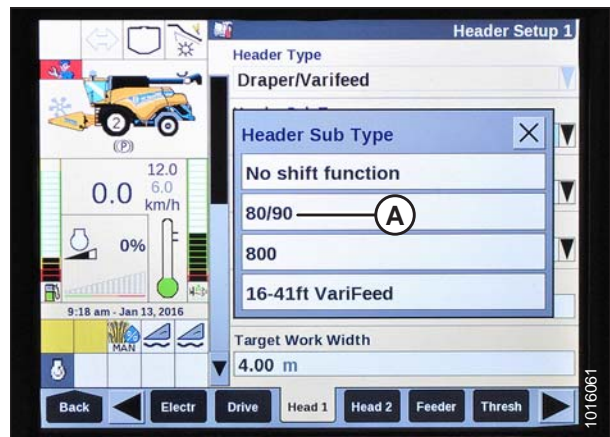 Header Setup 1
Header Type
Draper/Varifeed
Header Sub Type
No shift function
80/90
A
800
16-41ft VariFeed
2
(P)
12.0
6.0
0.0 km/h
0%
9:18 am - Jan 13, 2016
MAN
Target Work Width
4.00 m
Back
Electr
Drive
Head 1
Head 2
Feeder
Thresh
1016061